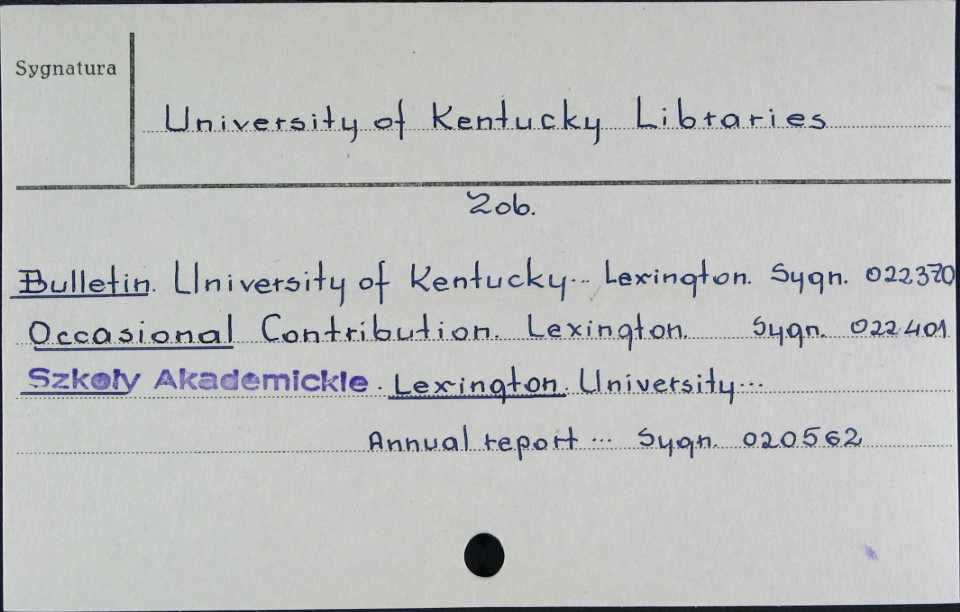 Sygnatura
University of Kentucky Libraries
Zob.
Bulletin. University of Kentucky... Lexington. Sygn. 022370
Occasional Contribution. Lexington. Sygn. 022401
Szkoły Akademickie. Lexington. University...
Annual report... Sygn. 020562